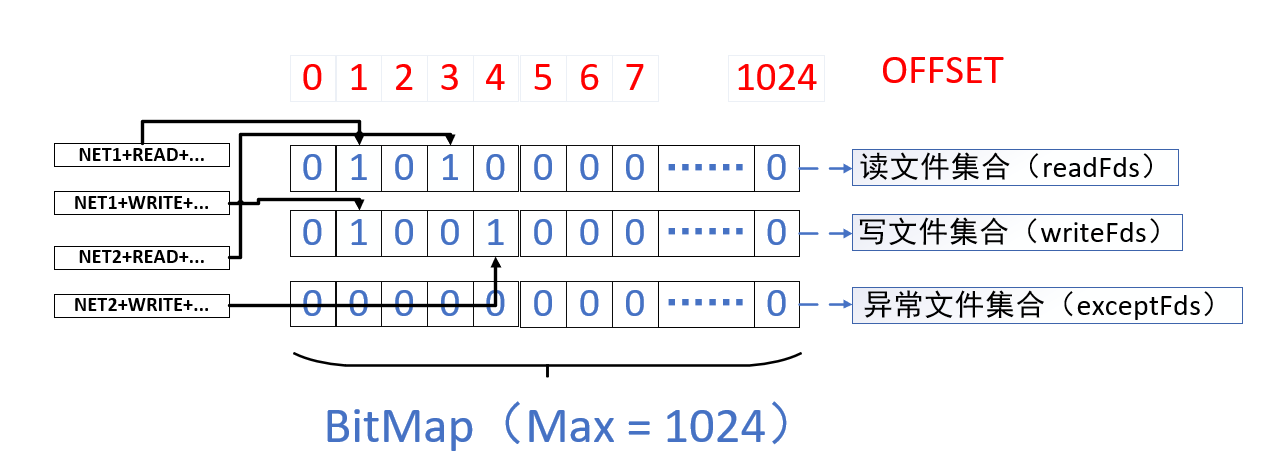 0 1 2 3 4 5 6 7 1024 OFFSET
NET1+READ+...
0 1 0 1 0 0 0 0 ······ 0 读文件集合（readFds）
NET1+WRITE+...
0 1 0 0 1 0 0 0 ······ 0 写文件集合（writeFds）
NET2+READ+...
NET2+WRITE+...
0 0 0 0 0 0 0 0 ······ 0 异常文件集合（exceptFds）
BitMap（Max = 1024）